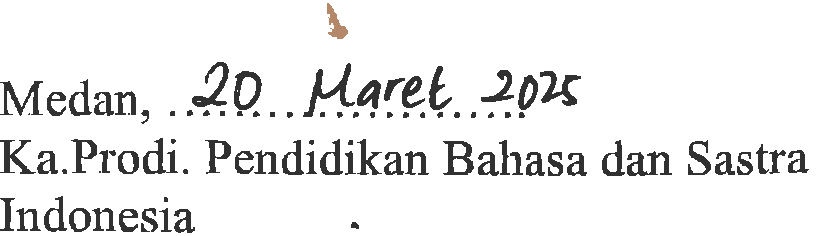 Medan, ..20..Maret..2025
Ka.Prodi. Pendidikan Bahasa dan Sastra
Indonesia